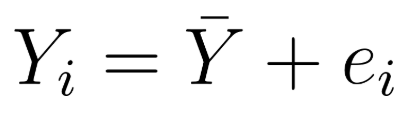 Yᵢ = Ȳ + eᵢ